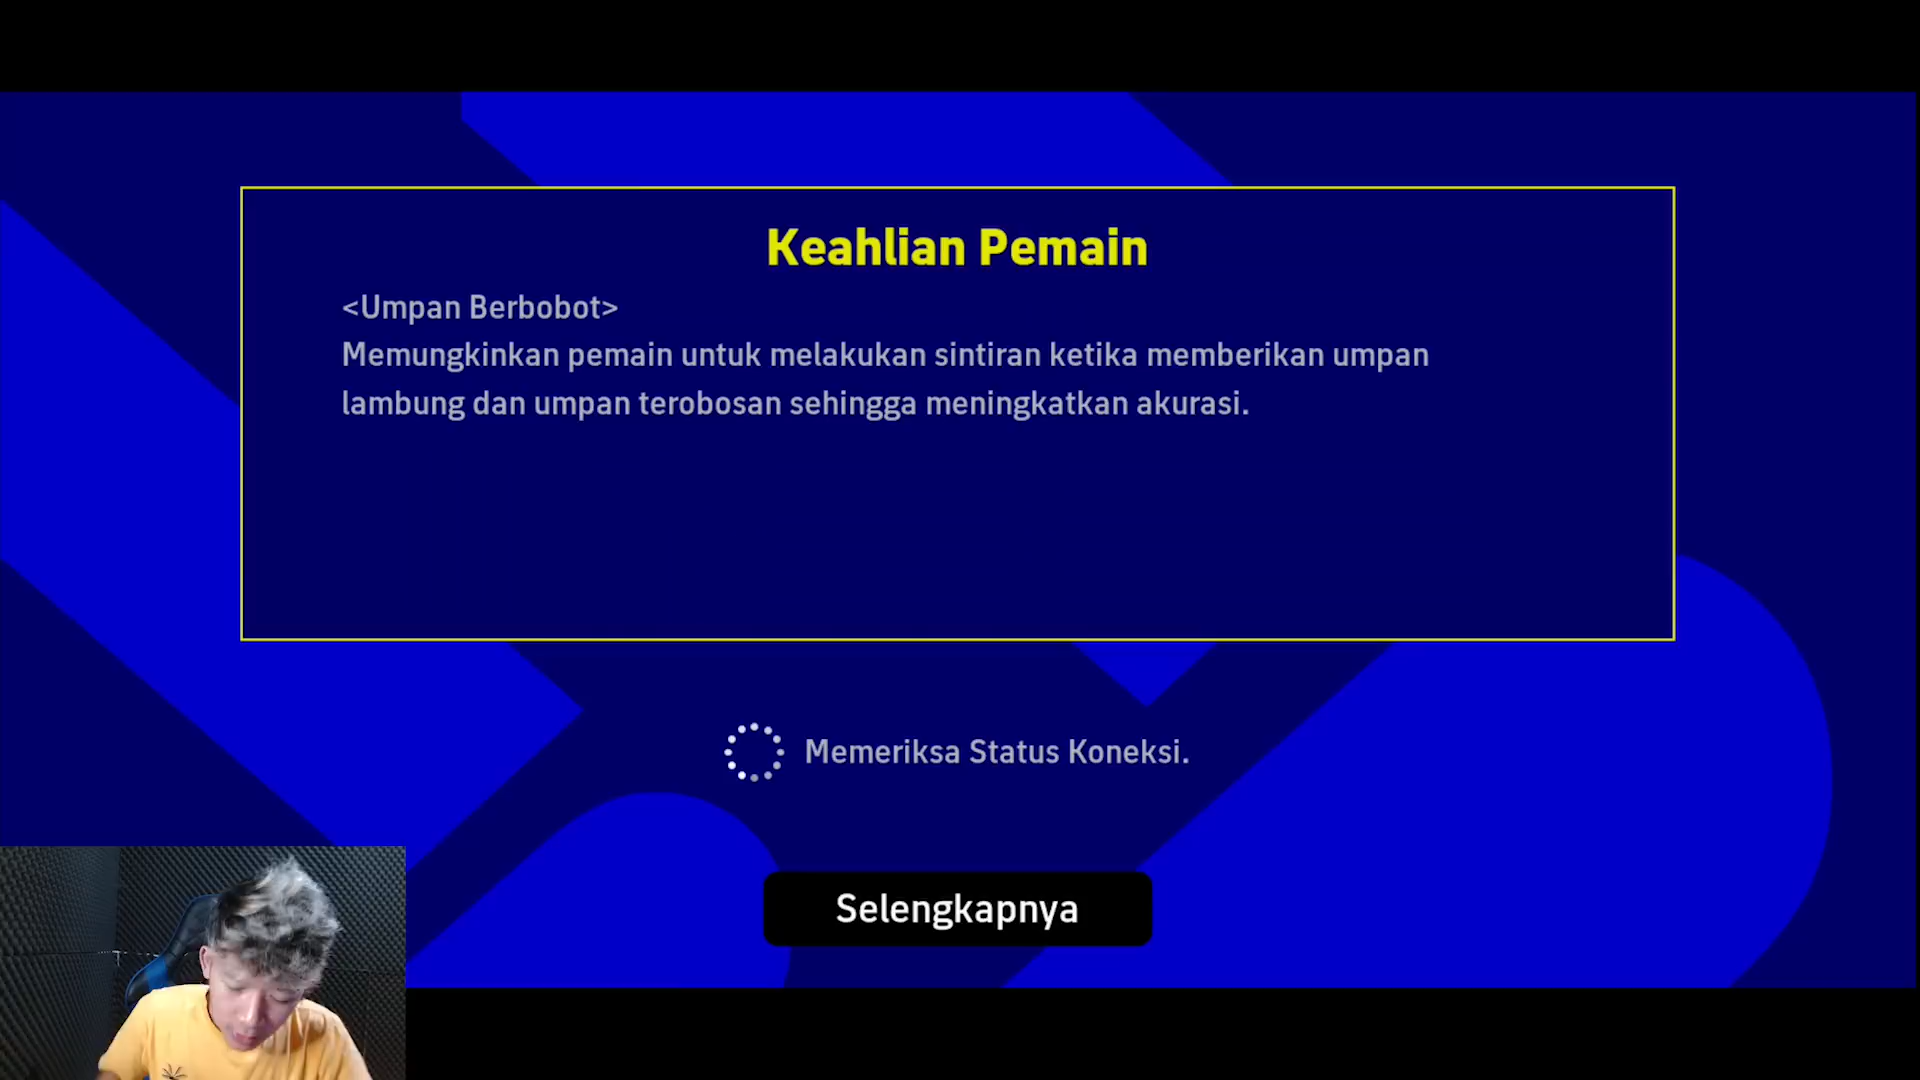 Keahlian Pemain
<Umpan Berbobot>
Memungkinkan pemain untuk melakukan sintiran ketika memberikan umpan
lambung dan umpan terobosan sehingga meningkatkan akurasi.
Memeriksa Status Koneksi.
Selengkapnya